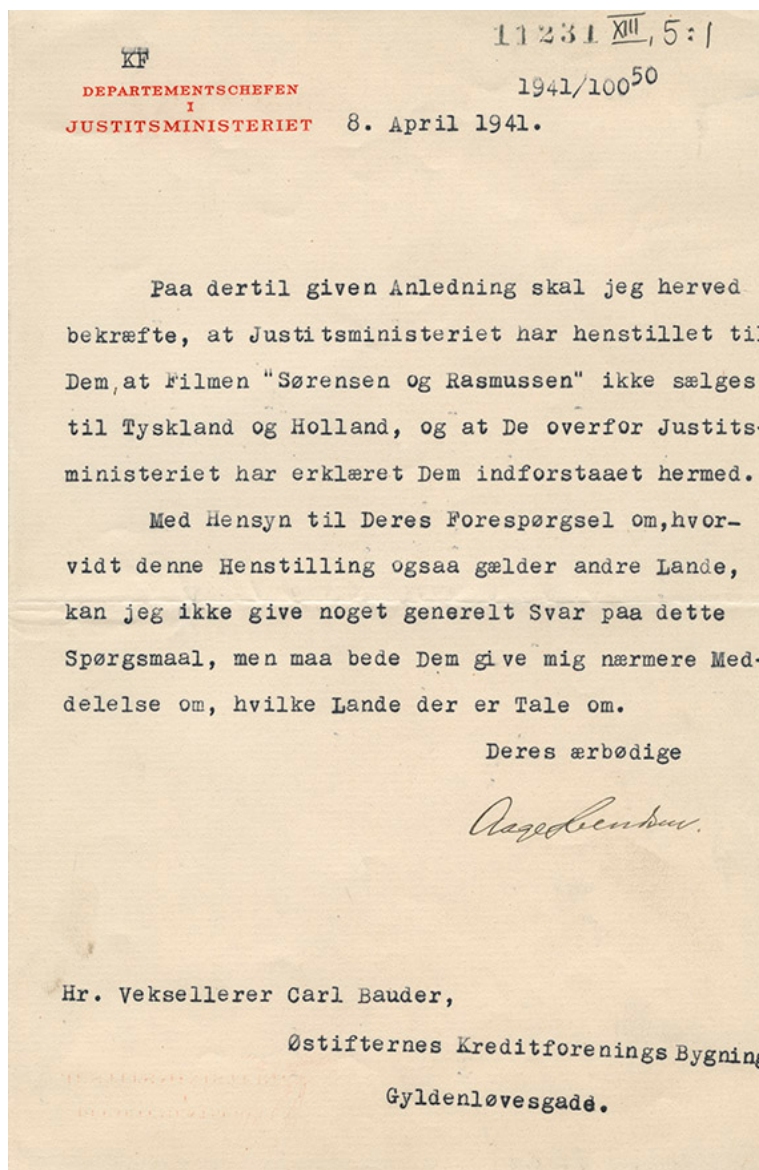 11231 XIII, 5:1
KF
1941/100 50
DEPARTEMENTSCHEFEN
I
JUSTITSMINISTERIET 8. April 1941.
Paa dertil given Anledning skal jeg herved
bekræfte, at Justitsministeriet har henstillet til
Dem, at Filmen "Sørensen og Rasmussen" ikke sælges
til Tyskland og Holland, og at De overfor Justits-
ministeriet har erklæret Dem indforstaaet hermed.
Med Hensyn til Deres Forespørgsel om,hvor-
vidt denne Henstilling ogsaa gælder andre Lande,
kan jeg ikke give noget generelt Svar paa dette
Spørgsmaal, men maa bede Dem give mig nærmere Med-
delelse om, hvilke Lande der er Tale om.
Deres ærbødige
Aage Svendsen.
Hr. Veksellerer Carl Bauder,
Østifternes Kreditforenings Bygning
Gyldenløvesgade.